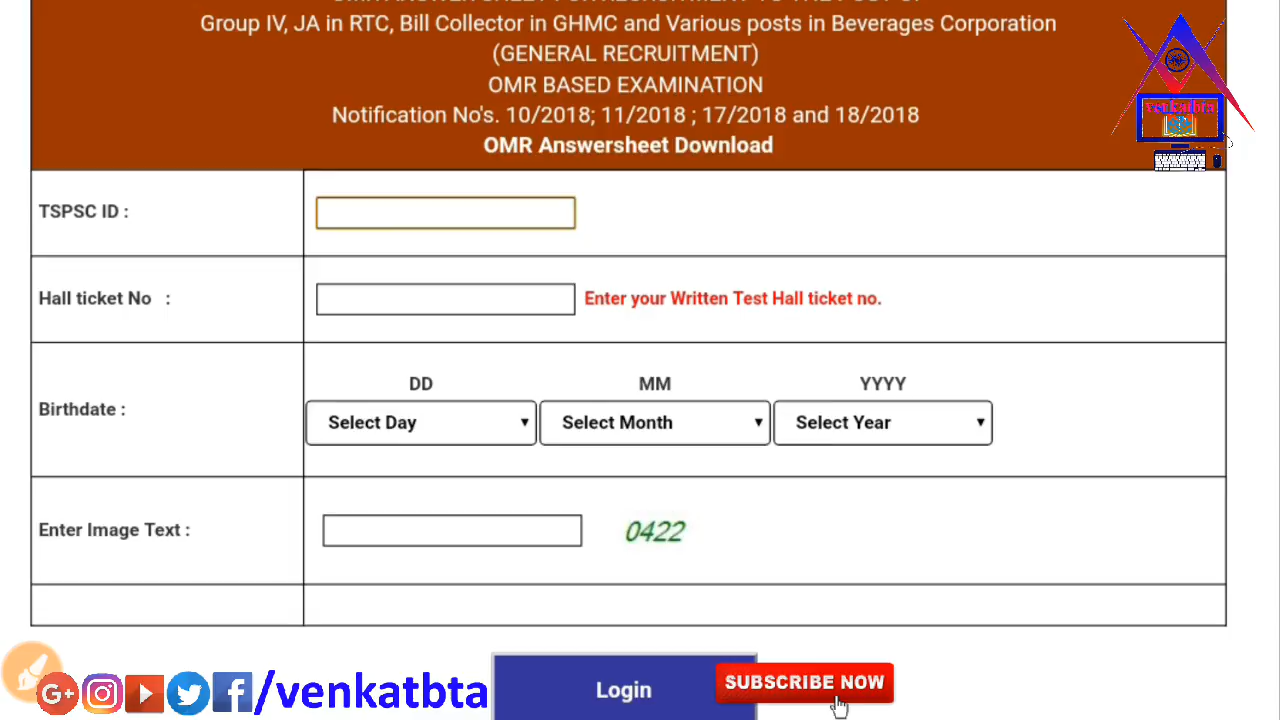 Group IV, JA in RTC, Bill Collector in GHMC and Various posts in Beverages Corporation
(GENERAL RECRUITMENT)
OMR BASED EXAMINATION
Notification No's. 10/2018; 11/2018 ; 17/2018 and 18/2018
OMR Answersheet Download
TSPSC ID :
Hall ticket No :
Enter your Written Test Hall ticket no.
DD MM YYYY
Birthdate :
Select Day Select Month Select Year
Enter Image Text :
0422
Login
SUBSCRIBE NOW
G+
/venkatbta